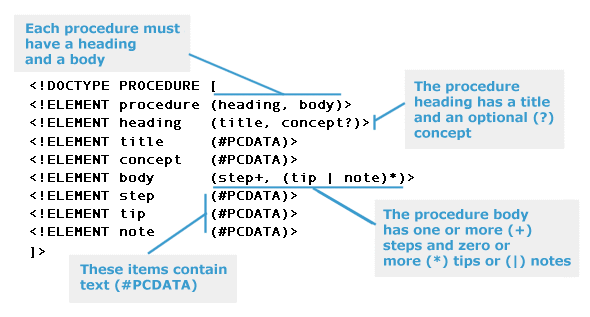 Each procedure must
have a heading
and a body
<!DOCTYPE PROCEDURE [
<!ELEMENT procedure (heading, body)>
<!ELEMENT heading (title, concept?)>
<!ELEMENT title (#PCDATA)>
<!ELEMENT concept (#PCDATA)>
<!ELEMENT body (step+, (tip | note)*)>
<!ELEMENT step (#PCDATA)>
<!ELEMENT tip (#PCDATA)>
<!ELEMENT note (#PCDATA)>
]>
The procedure
heading has a title
and an optional (?)
concept
The procedure body
has one or more (+)
steps and zero or
more (*) tips or (|) notes
These items contain
text (#PCDATA)